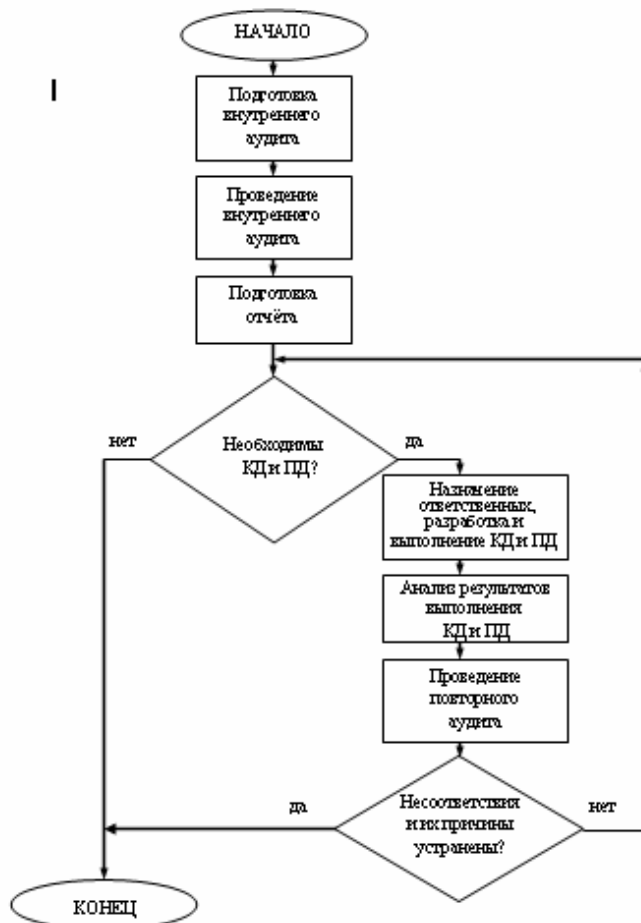 НАЧАЛО
I
Подготовка
внутреннего
аудита
Проведение
внутреннего
аудита
Подготовка
отчёта
нет
Необходимы
КД и ПД?
да
Назначение
ответственных,
разработка и
выполнение КД и ПД
Анализ результатов
выполнения
КД и ПД
Проведение
повторного
аудита
да
Несоответствия
и их причины
устранены?
нет
КОНЕЦ